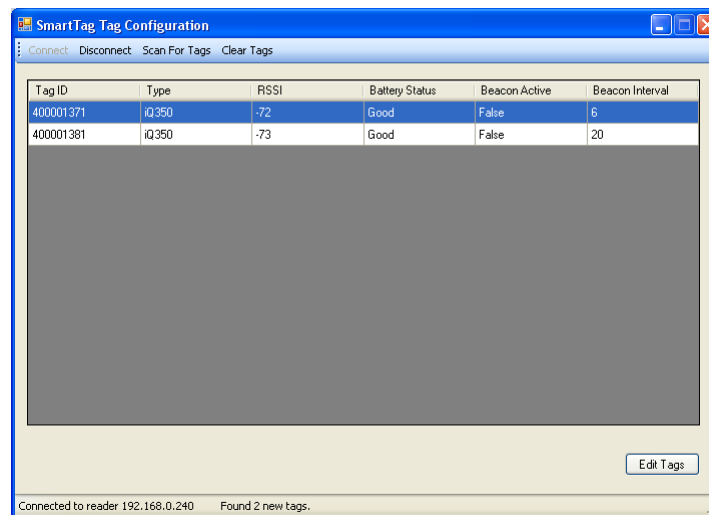 SmartTag Tag Configuration
Connect Disconnect Scan For Tags Clear Tags
Tag ID Type RSSI Battery Status Beacon Active Beacon Interval
400001371 iQ350 -72 Good False 6
400001381 iQ350 -73 Good False 20
Edit Tags
Connected to reader 192.168.0.240 Found 2 new tags.